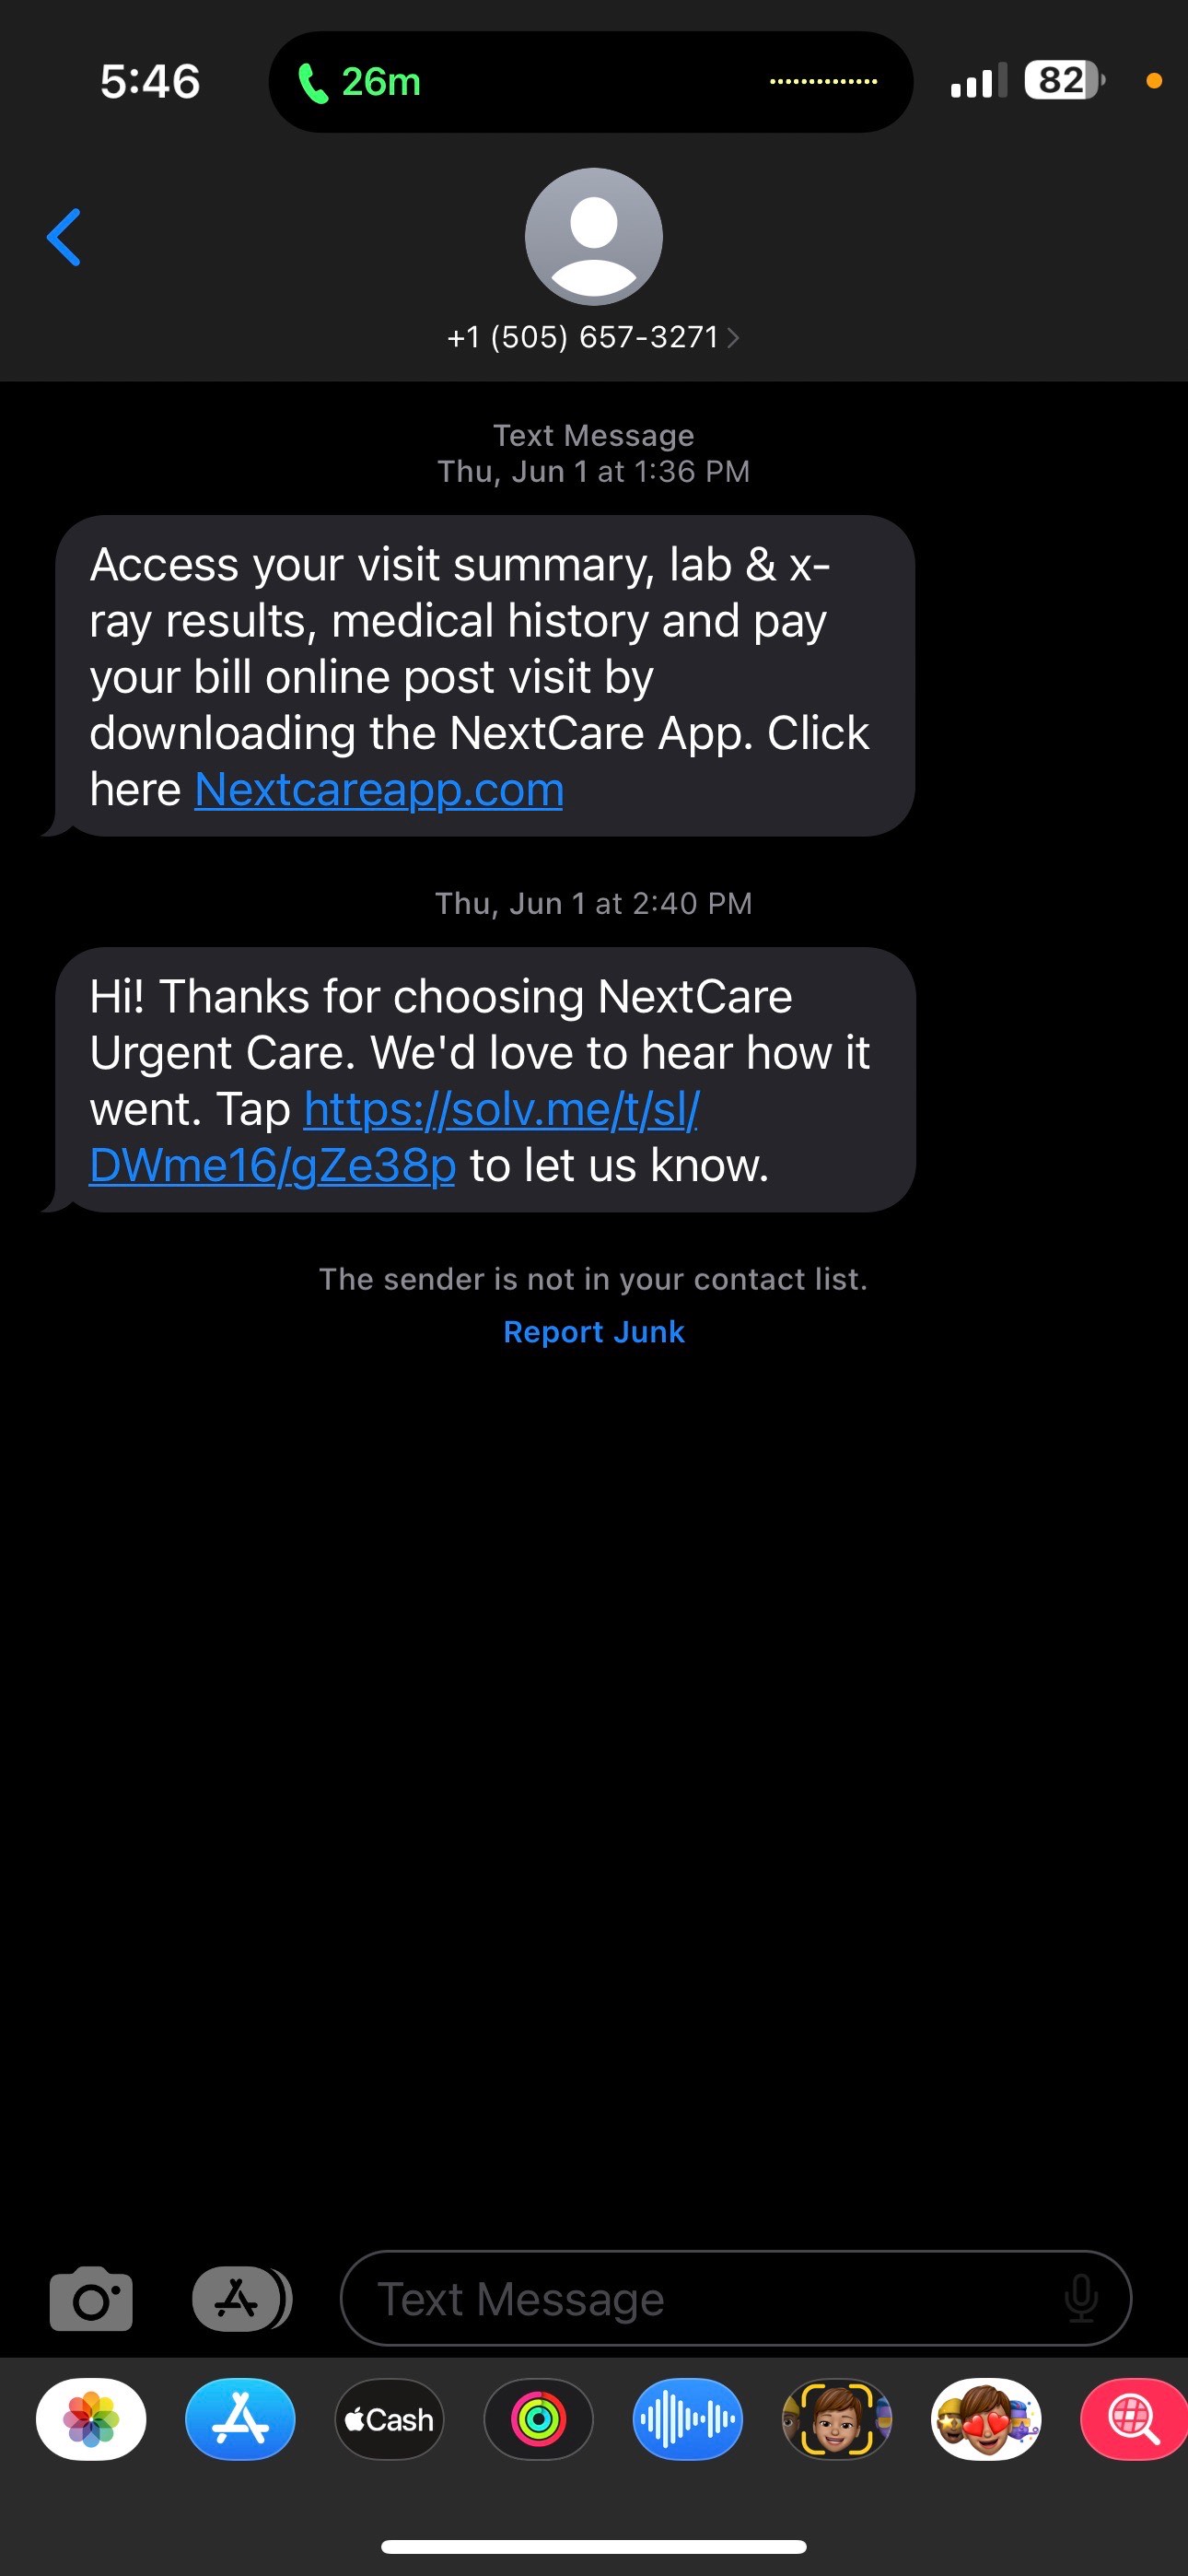 5:46
26m
82
+1 (505) 657-3271
Text Message
Thu, Jun 1 at 1:36 PM
Access your visit summary, lab & x-
ray results, medical history and pay
your bill online post visit by
downloading the NextCare App. Click
here Nextcareapp.com
Thu, Jun 1 at 2:40 PM
Hi! Thanks for choosing NextCare
Urgent Care. We'd love to hear how it
went. Tap https://solv.me/t/sl/
DWme16/gZe38p to let us know.
The sender is not in your contact list.
Report Junk
Text Message
Cash